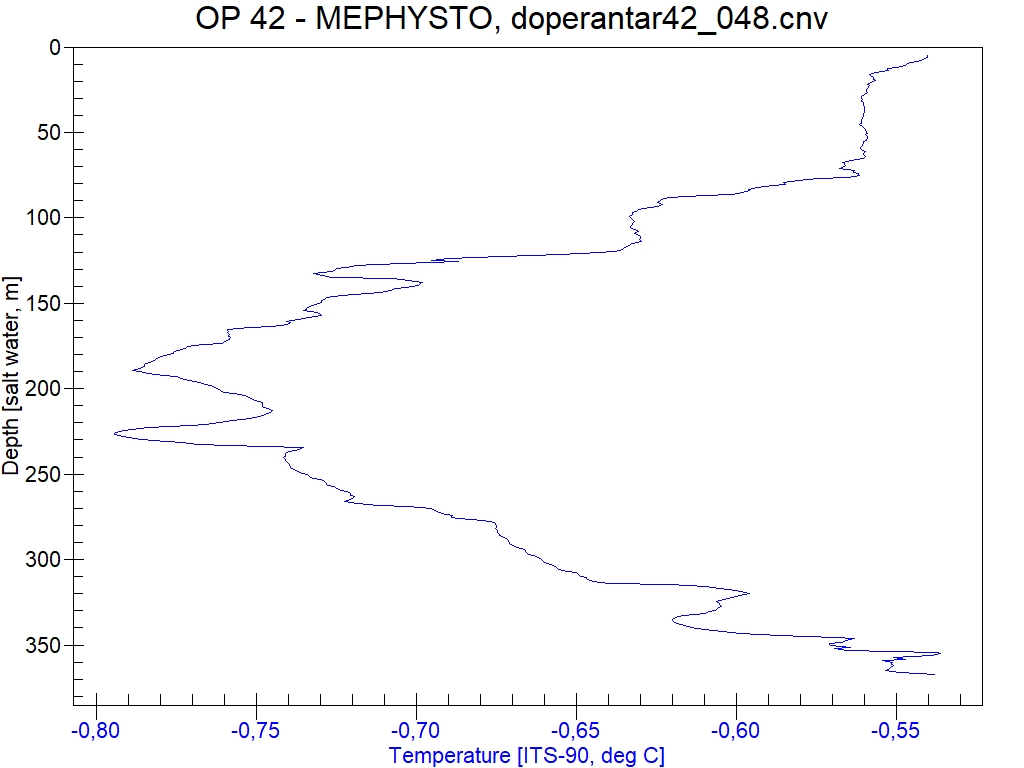 OP 42 - MEPHYSTO, doperantar42_048.cnv
0
50
100
150
200
250
300
350
Depth [salt water, m]
-0,80 -0,75 -0,70 -0,65 -0,60 -0,55
Temperature [ITS-90, deg C]